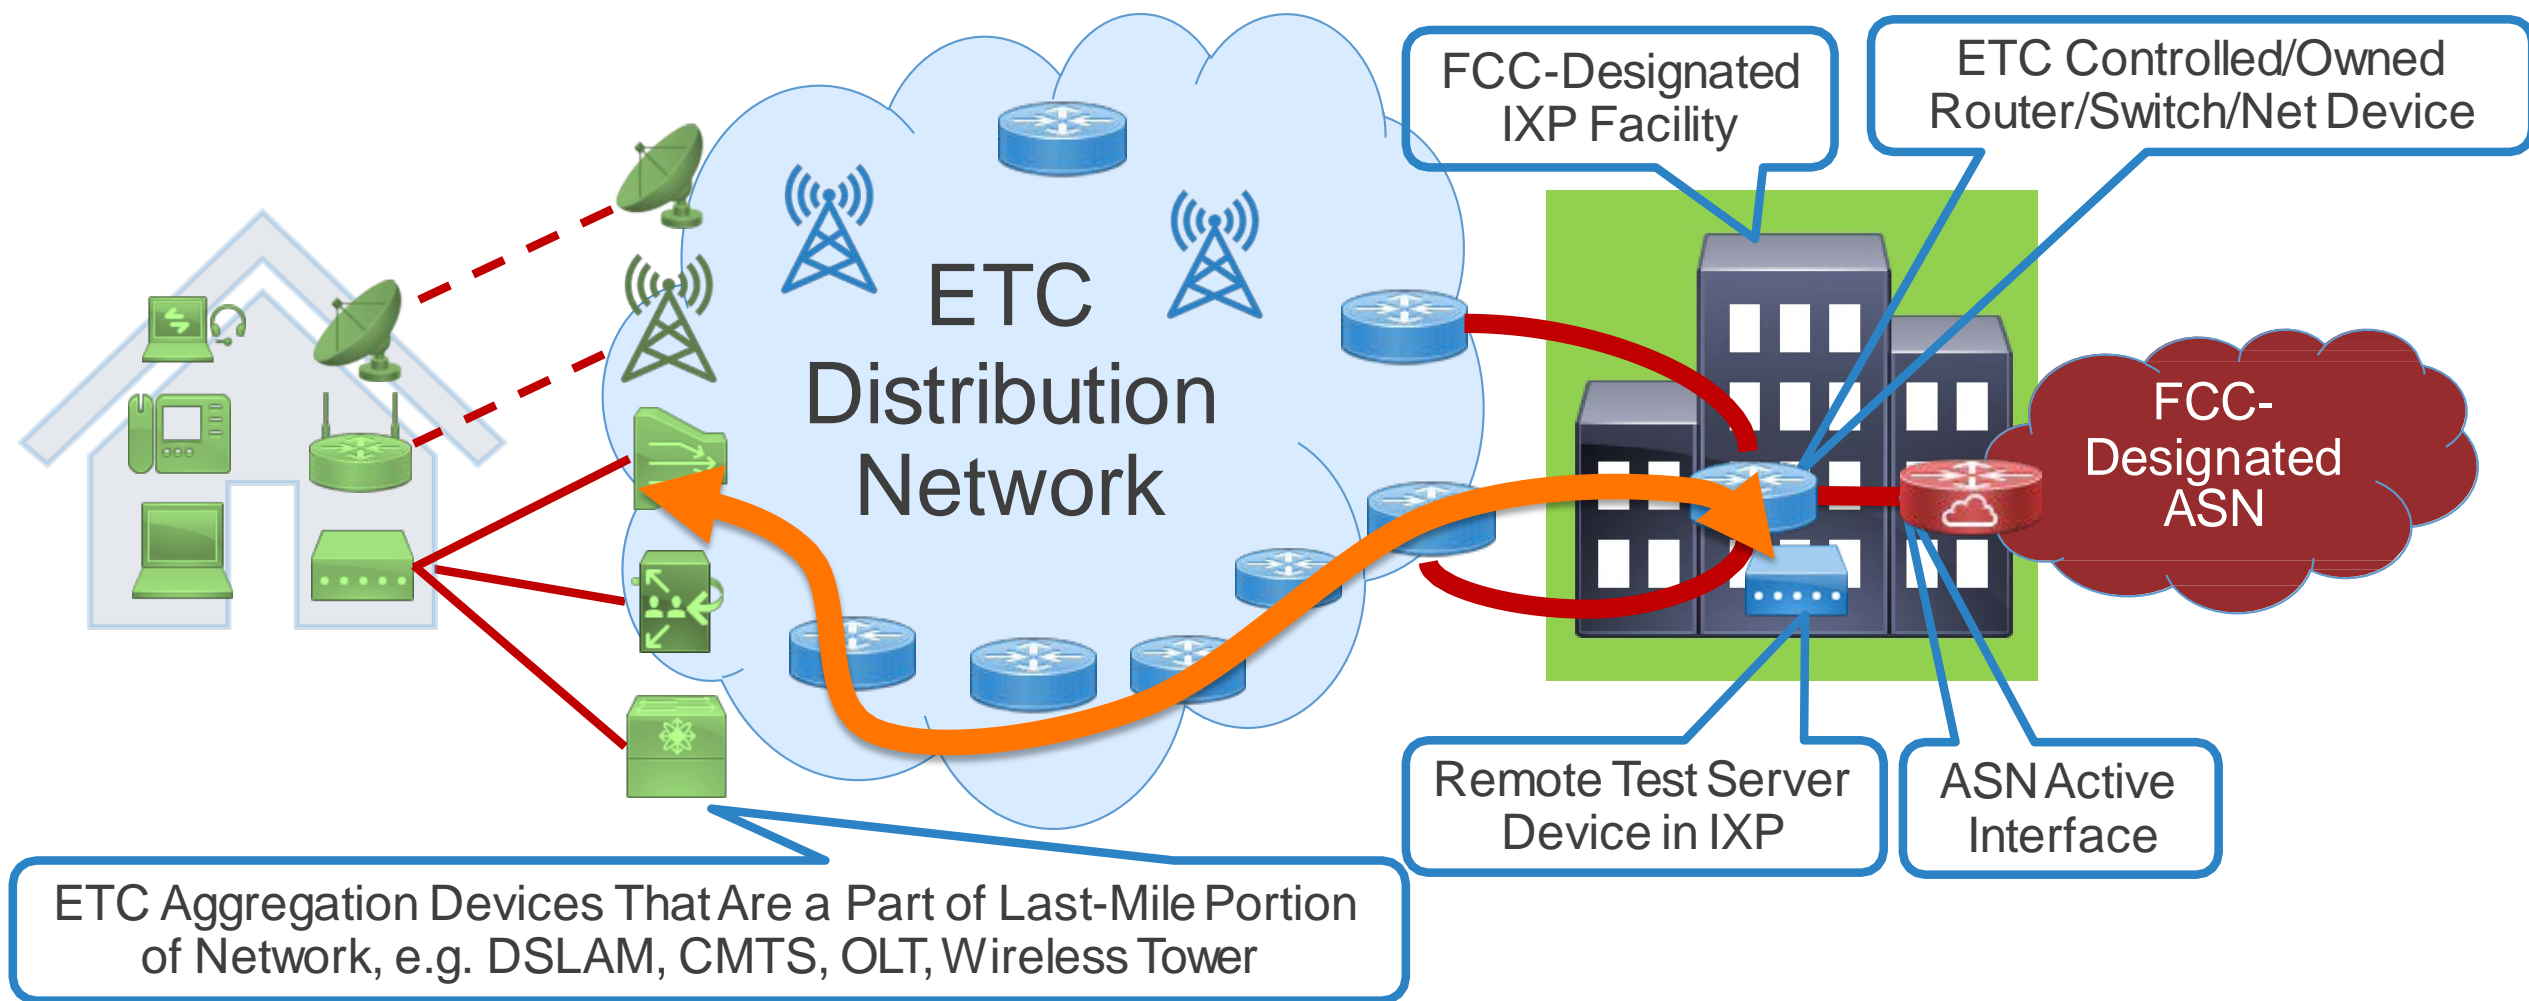 FCC-Designated
IXP Facility
ETC Controlled/Owned
Router/Switch/Net Device
ETC
Distribution
Network
FCC-
Designated
ASN
Remote Test Server
Device in IXP
ASN Active
Interface
ETC Aggregation Devices That Are a Part of Last-Mile Portion
of Network, e.g. DSLAM, CMTS, OLT, Wireless Tower